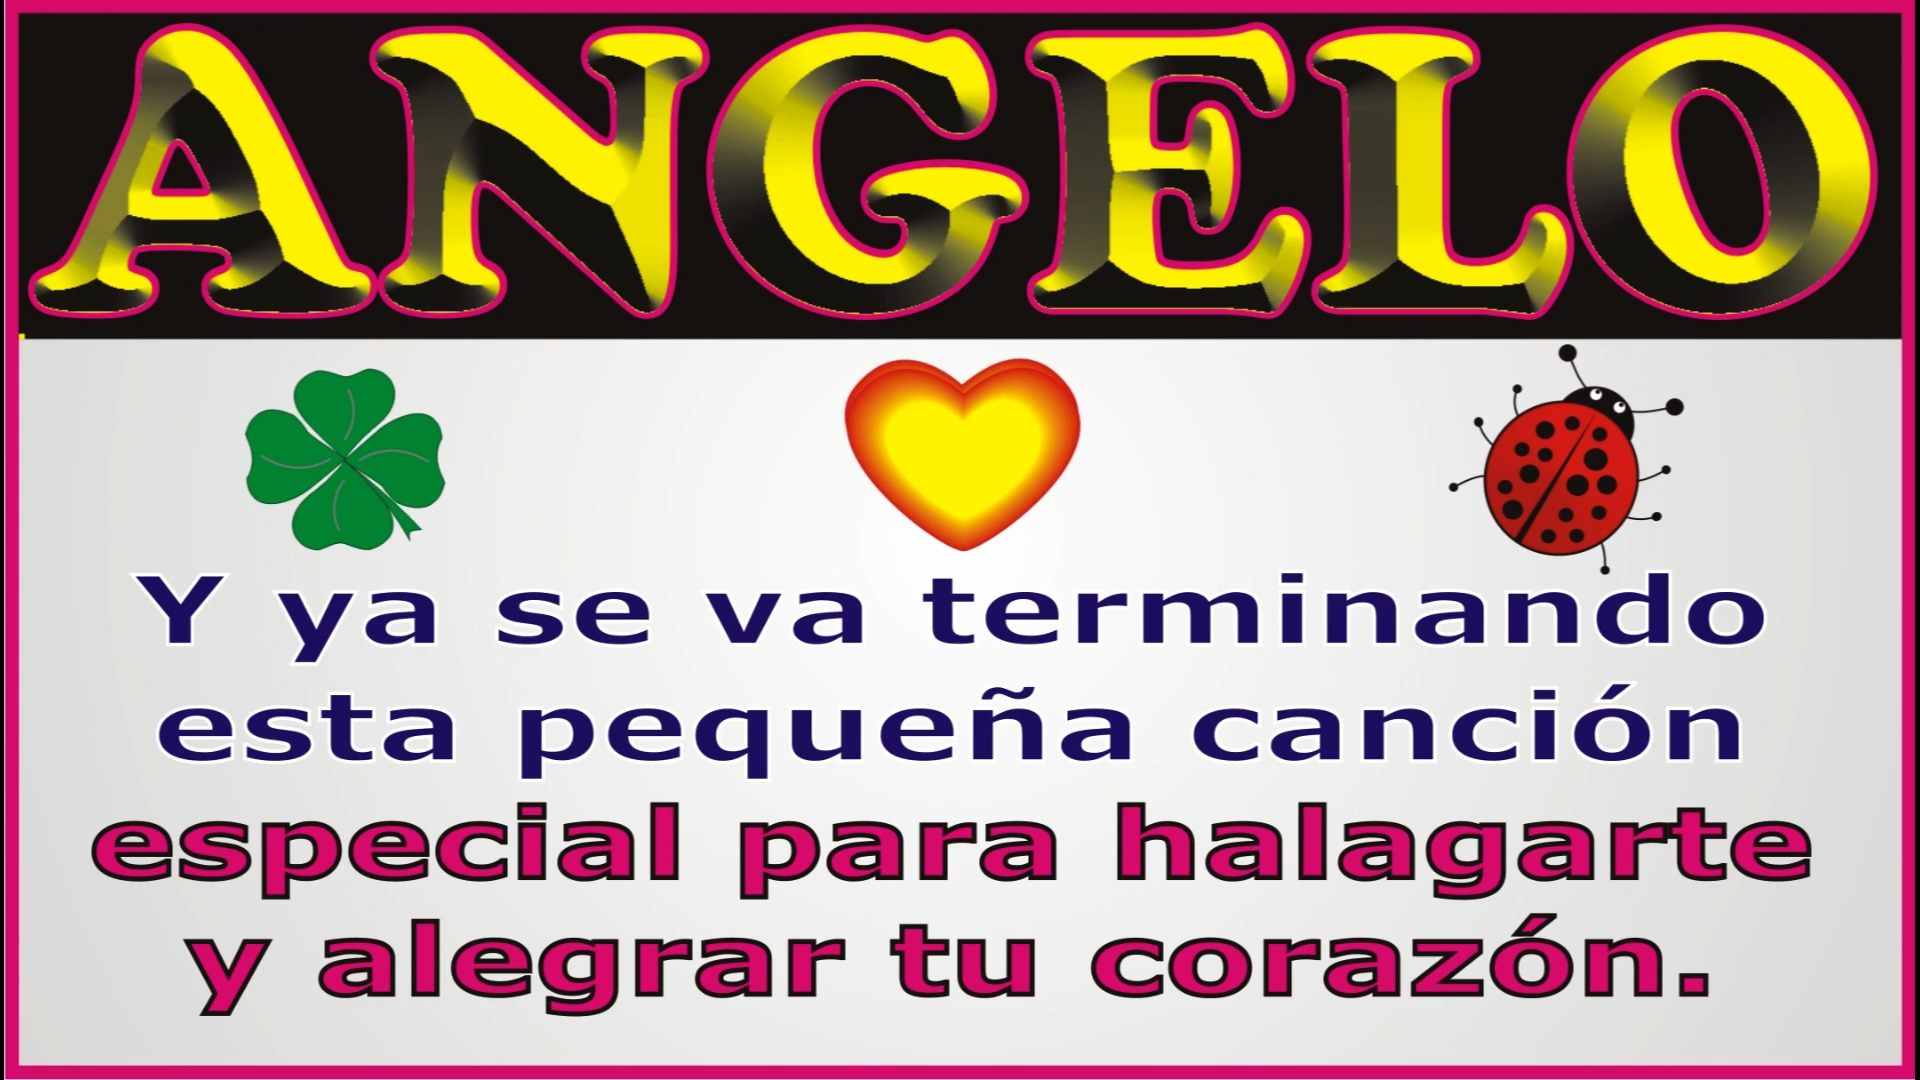 ANGELO
Y ya se va terminando
esta pequeña canción
especial para halagarte
y alegrar tu corazón.